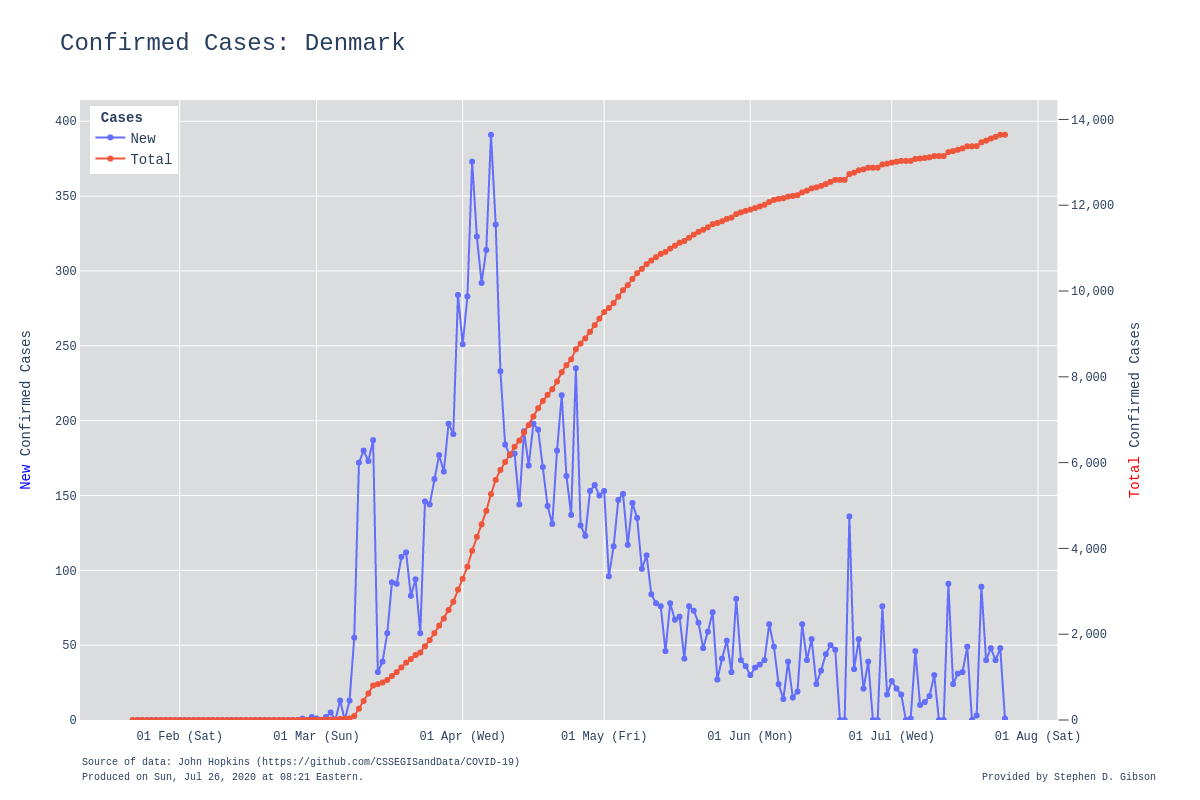 Confirmed Cases: Denmark
Cases
New
Total
400
350
300
250
200
150
100
50
0
14,000
12,000
10,000
8,000
6,000
4,000
2,000
0
New Confirmed Cases
Total Confirmed Cases
01 Feb (Sat)
01 Mar (Sun)
01 Apr (Wed)
01 May (Fri)
01 Jun (Mon)
01 Jul (Wed)
01 Aug (Sat)
Source of data: John Hopkins (https://github.com/CSSEGISandData/COVID-19)
Produced on Sun, Jul 26, 2020 at 08:21 Eastern.
Provided by Stephen D. Gibson